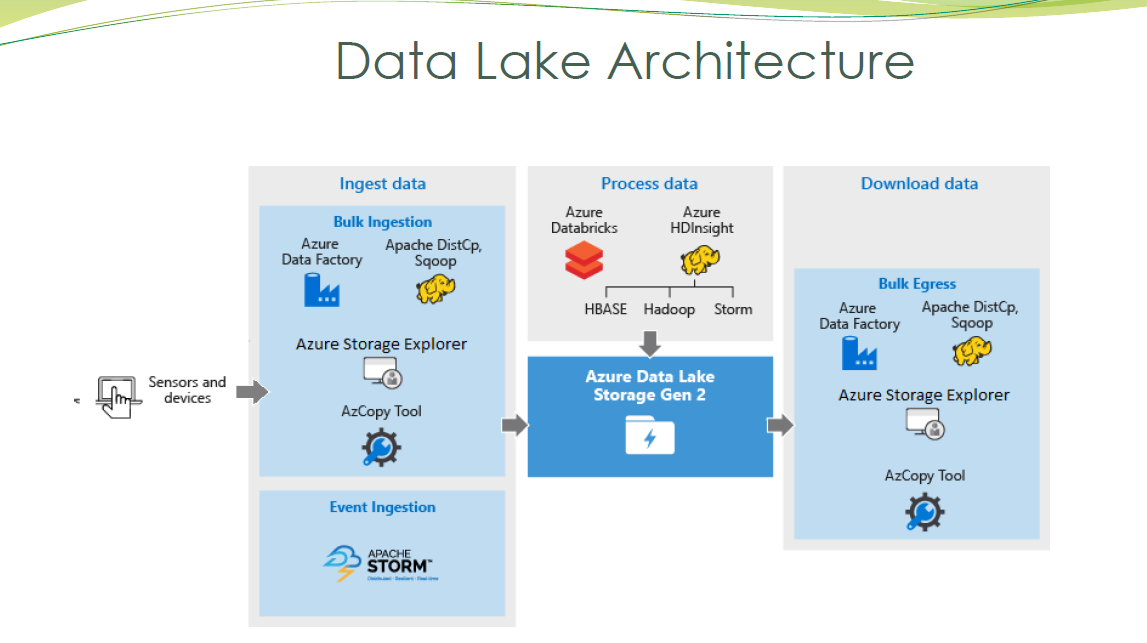 Data Lake Architecture
Sensors and
devices
Ingest data
Bulk Ingestion
Azure
Data Factory
Apache DistCp,
Sqoop
Azure Storage Explorer
AzCopy Tool
Event Ingestion
APACHE
STORM™
Distributed · Resilient · Real-time
Process data
Azure
Databricks
Azure
HDInsight
HBASE
Hadoop
Storm
Azure Data Lake
Storage Gen 2
Download data
Bulk Egress
Azure
Data Factory
Apache DistCp,
Sqoop
Azure Storage Explorer
AzCopy Tool